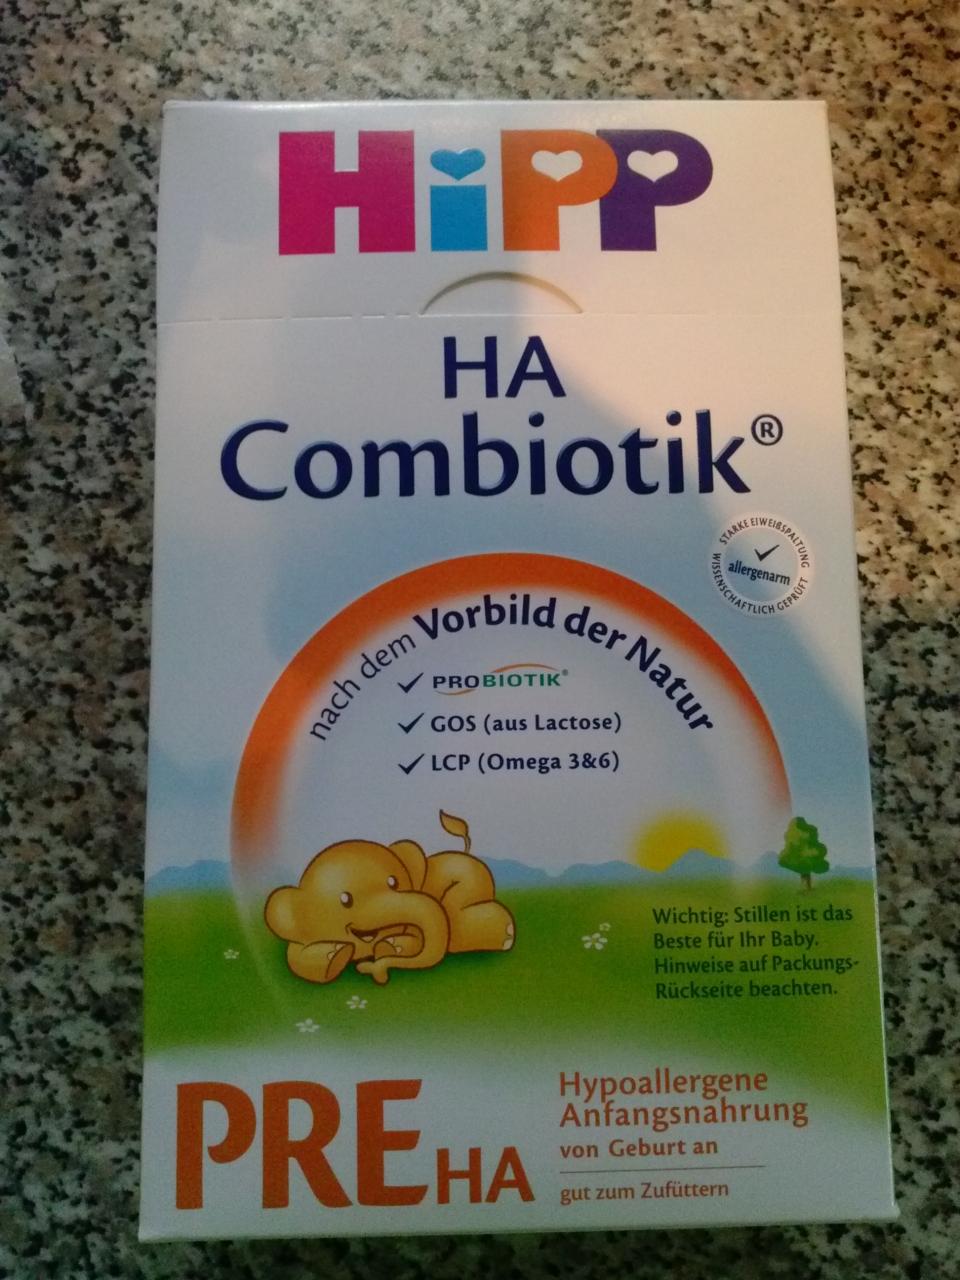 HiPP
HA
Combiotik®
STARKE EIWEIßSPALTUNG
allergenarm
WISSENSCHAFTLICH GEPRÜFT
nach dem Vorbild der Natur
PROBIOTIK®
GOS (aus Lactose)
LCP (Omega 3&6)
Wichtig: Stillen ist das
Beste für Ihr Baby.
Hinweise auf Packungs-
Rückseite beachten.
PRE HA
Hypoallergene
Anfangsnahrung
von Geburt an
gut zum Zufüttern